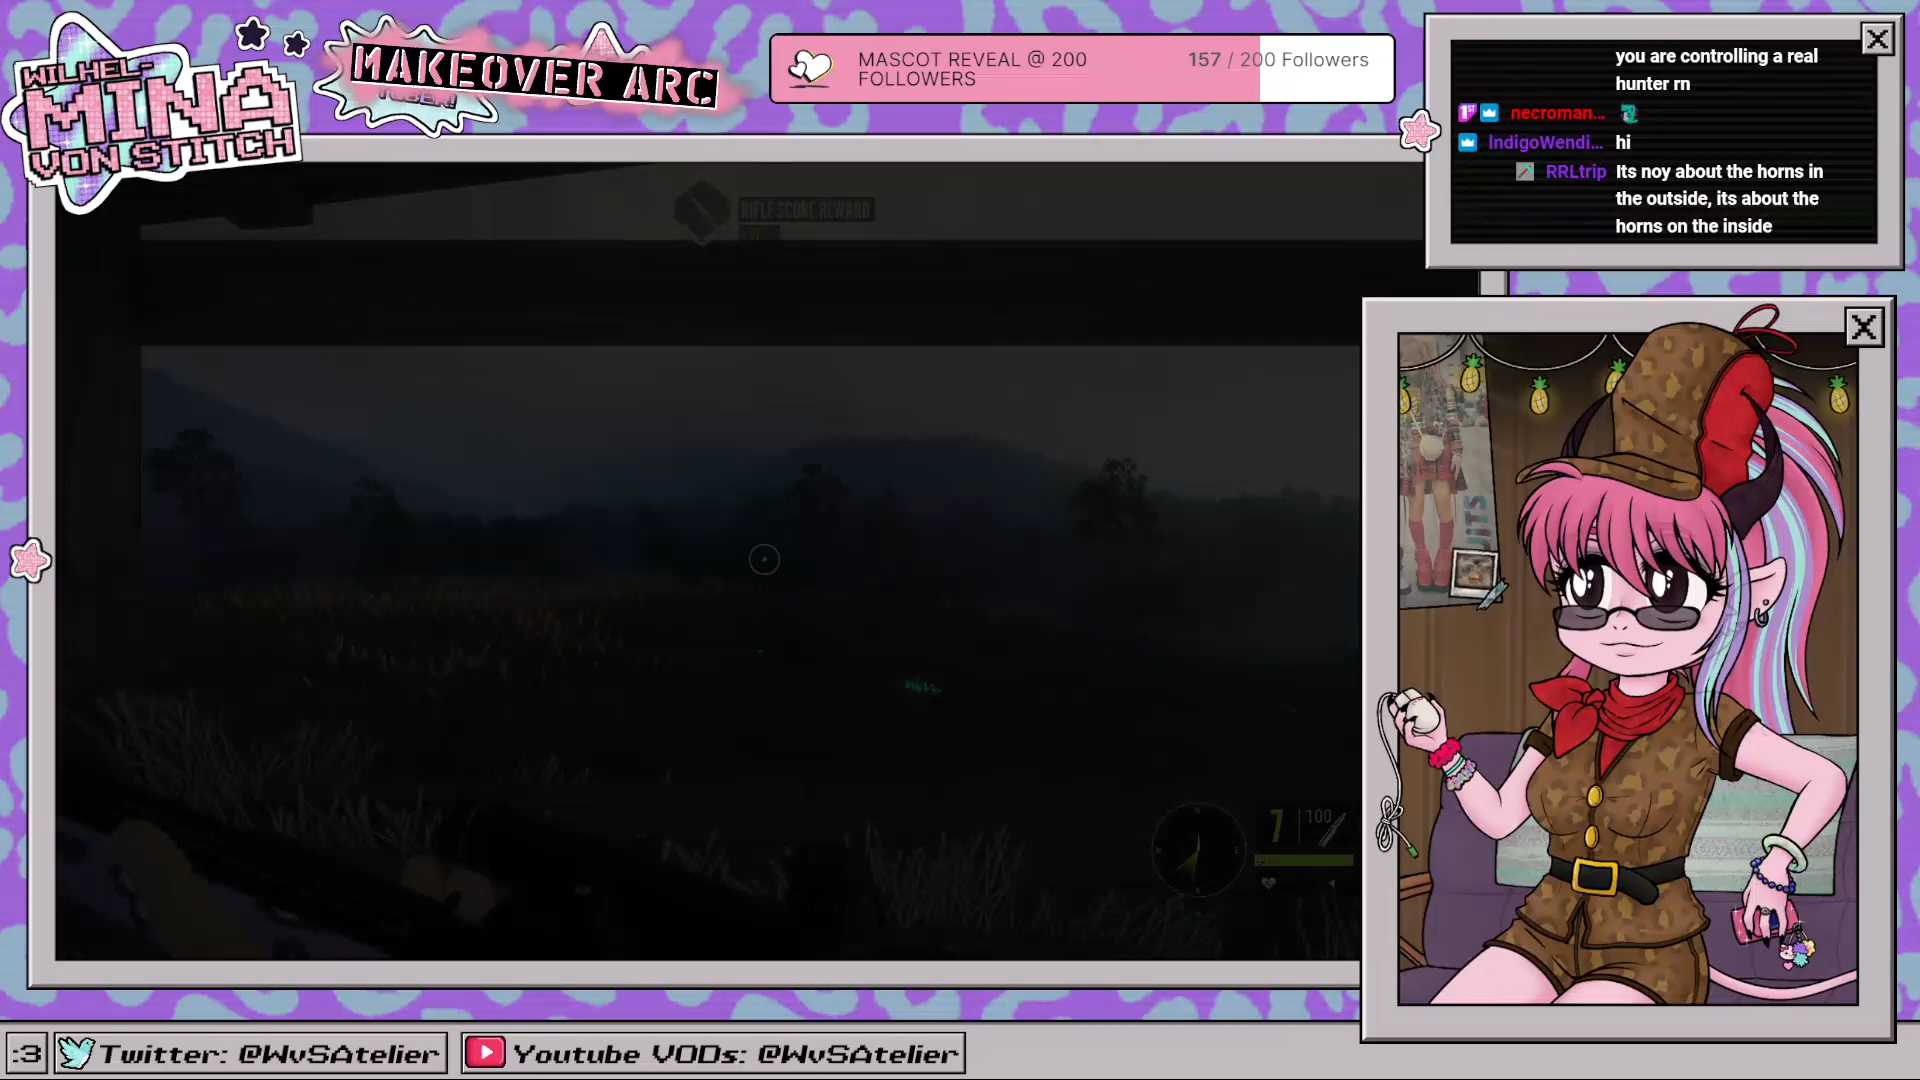 WILHEL-
MINA
VON STITCH
MAKEOVER ARC
MASCOT REVEAL @ 200
FOLLOWERS
157 / 200 Followers
you are controlling a real
hunter rn
necroman...
IndigoWendi... hi
RRLtrip Its noy about the horns in
the outside, its about the
horns on the inside
RIFLE SCORE REWARD
7 | 100
:3
Twitter: @WvSAtelier
Youtube VODs: @WvSAtelier